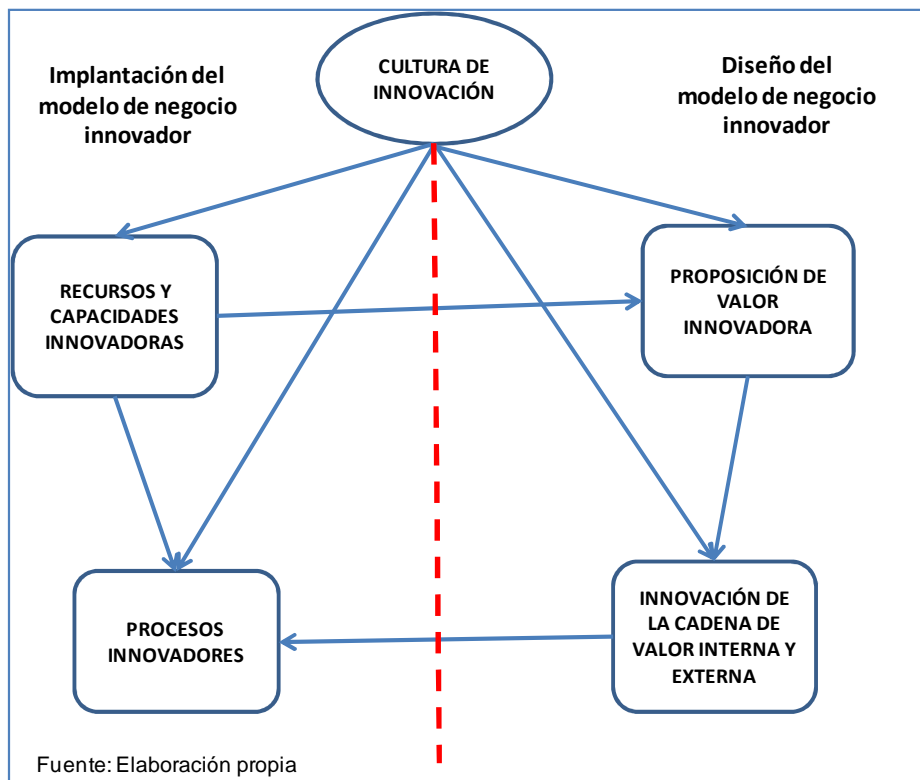 Implantación del
modelo de negocio
innovador
CULTURA DE
INNOVACIÓN
Diseño del
modelo de negocio
innovador
RECURSOS Y
CAPACIDADES
INNOVADORAS
PROPOSICIÓN DE
VALOR
INNOVADORA
PROCESOS
INNOVADORES
INNOVACIÓN DE
LA CADENA DE
VALOR INTERNA Y
EXTERNA
Fuente: Elaboración propia